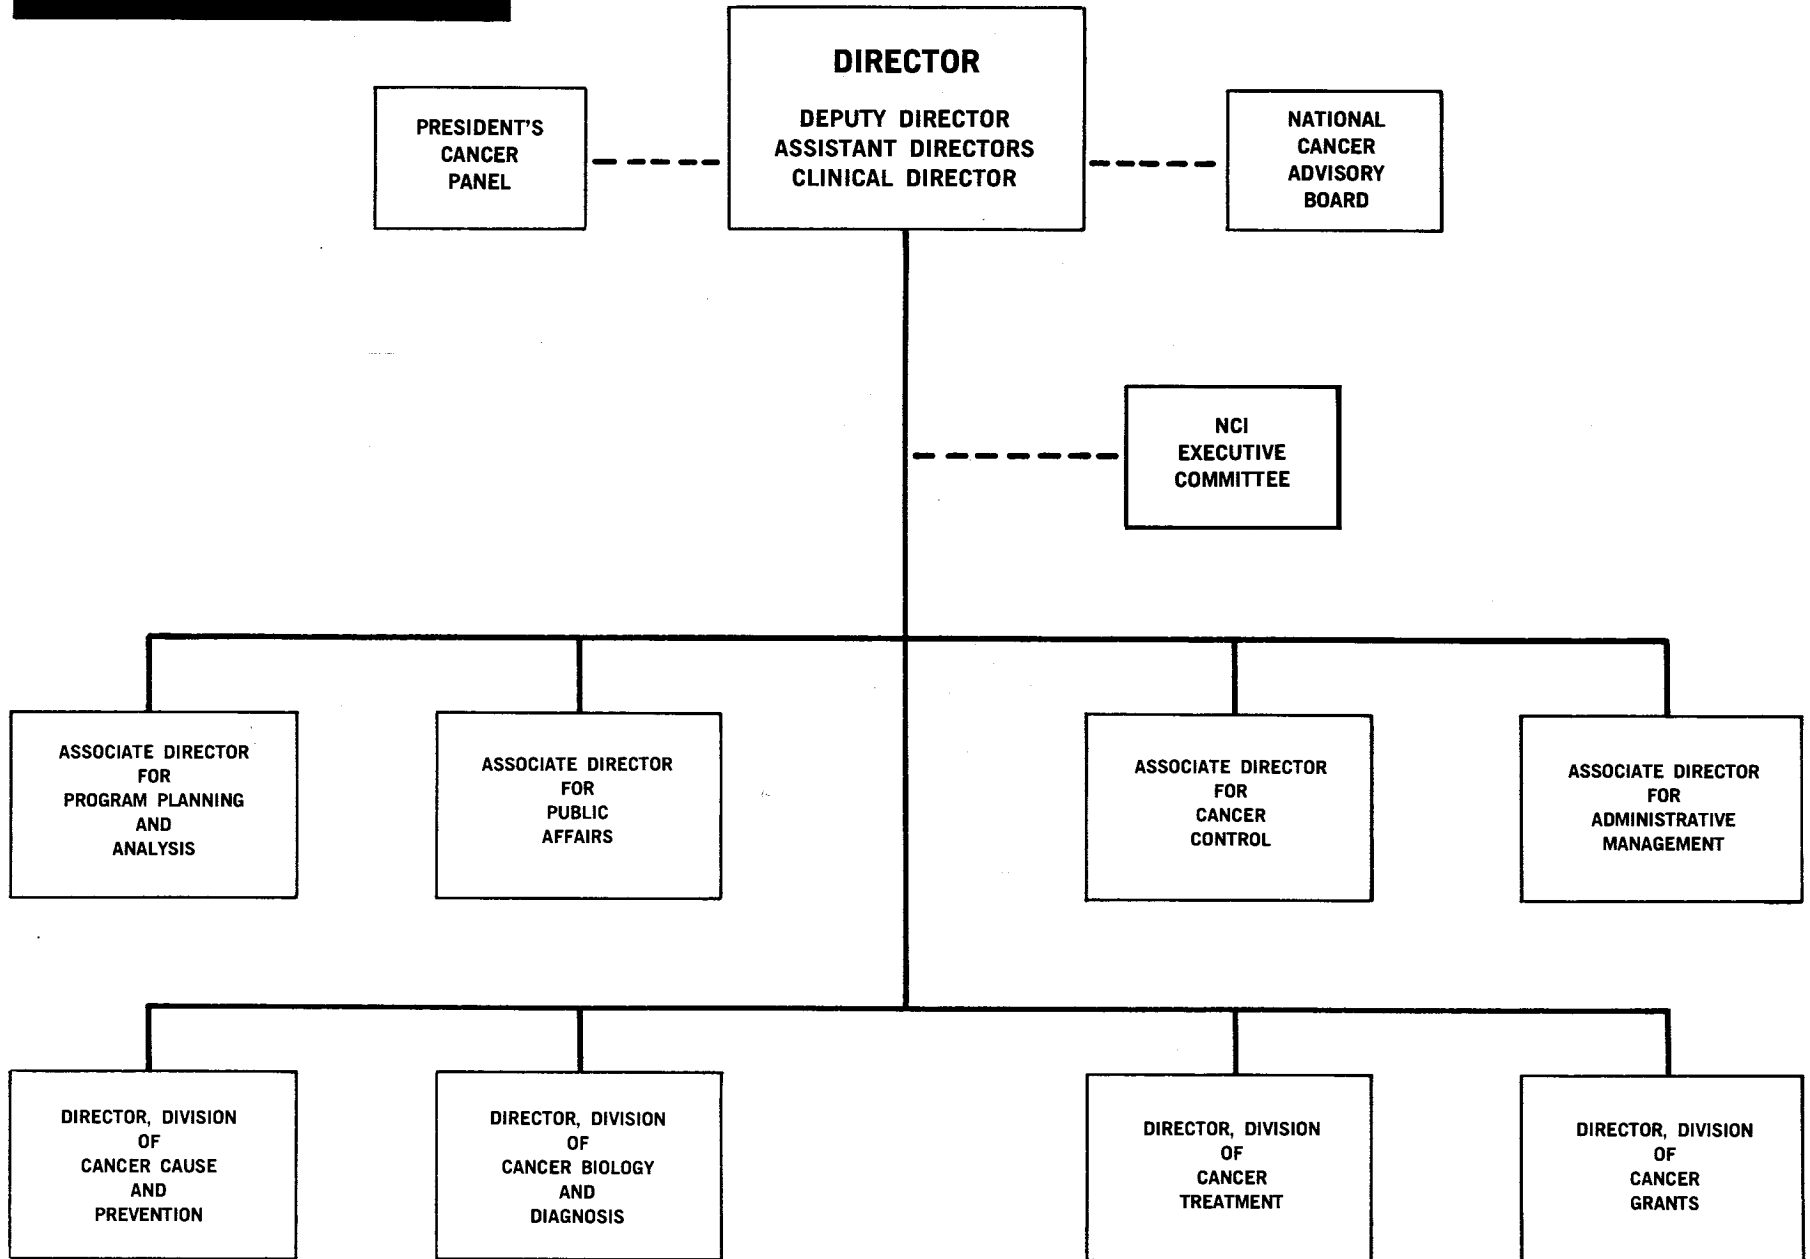 DIRECTOR
DEPUTY DIRECTOR
ASSISTANT DIRECTORS
CLINICAL DIRECTOR
PRESIDENT'S
CANCER
PANEL
NATIONAL
CANCER
ADVISORY
BOARD
NCI
EXECUTIVE
COMMITTEE
ASSOCIATE DIRECTOR
FOR
PROGRAM PLANNING
AND
ANALYSIS
ASSOCIATE DIRECTOR
FOR
PUBLIC
AFFAIRS
ASSOCIATE DIRECTOR
FOR
CANCER
CONTROL
ASSOCIATE DIRECTOR
FOR
ADMINISTRATIVE
MANAGEMENT
DIRECTOR, DIVISION
OF
CANCER CAUSE
AND
PREVENTION
DIRECTOR, DIVISION
OF
CANCER BIOLOGY
AND
DIAGNOSIS
DIRECTOR, DIVISION
OF
CANCER
TREATMENT
DIRECTOR, DIVISION
OF
CANCER
GRANTS